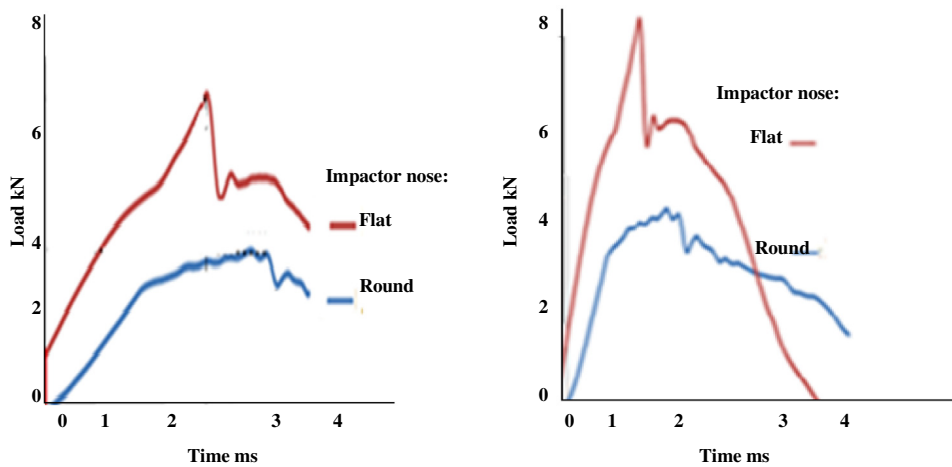 8
6
4
2
0
Load kN
0 1 2 3 4
Time ms
Impactor nose:
Flat
Round
8
6
4
2
0
Load kN
0 1 2 3 4
Time ms
Impactor nose:
Flat
Round